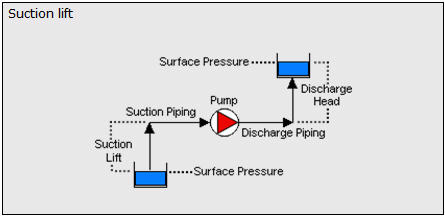 Suction lift
Surface Pressure
Discharge
Head
Pump
Suction Piping
Discharge Piping
Suction
Lift
Surface Pressure